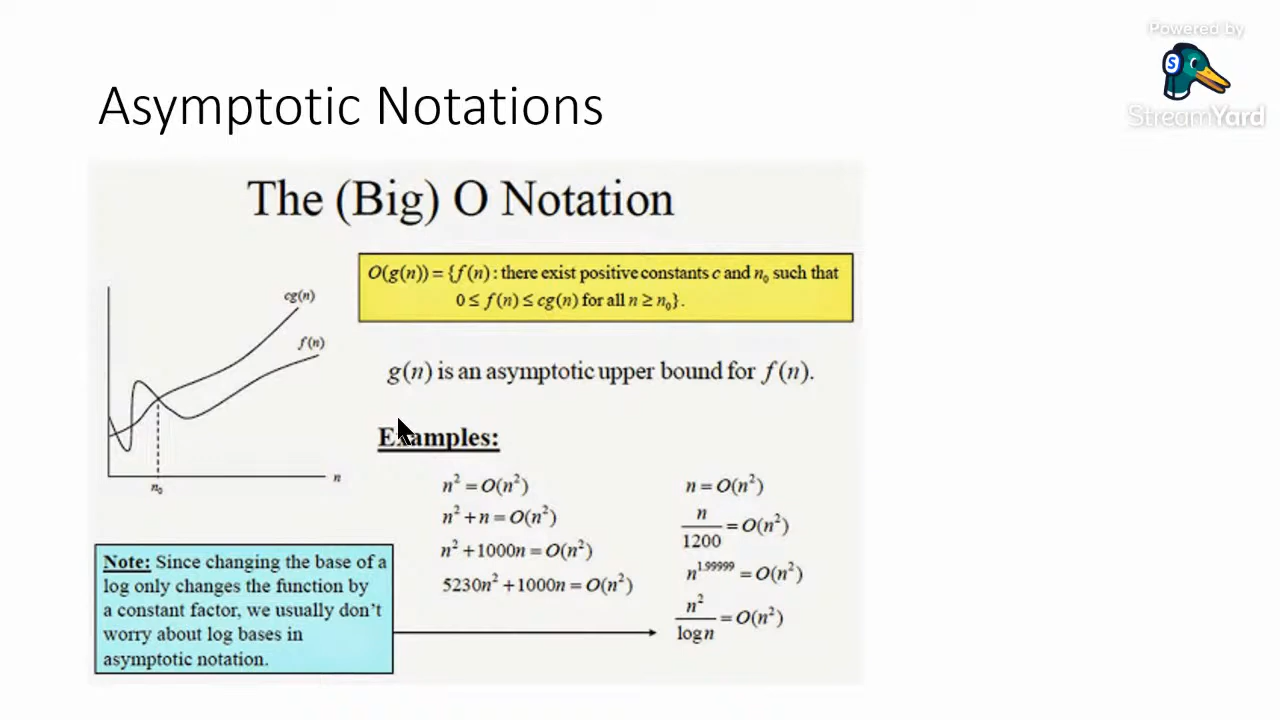 Powered by
StreamYard
Asymptotic Notations
The (Big) O Notation
O(g(n)) = {f(n) : there exist positive constants c and n₀ such that
0 ≤ f(n) ≤ cg(n) for all n ≥ n₀}.
cg(n)
f(n)
n
n₀
g(n) is an asymptotic upper bound for f(n).
Examples:
n² = O(n²)
n² + n = O(n²)
n² + 1000n = O(n²)
5230n² + 1000n = O(n²)
n = O(n²)
n/1200 = O(n²)
n¹·⁹⁹⁹⁹⁹ = O(n²)
n²/log n = O(n²)
Note: Since changing the base of a
log only changes the function by
a constant factor, we usually don't
worry about log bases in
asymptotic notation.